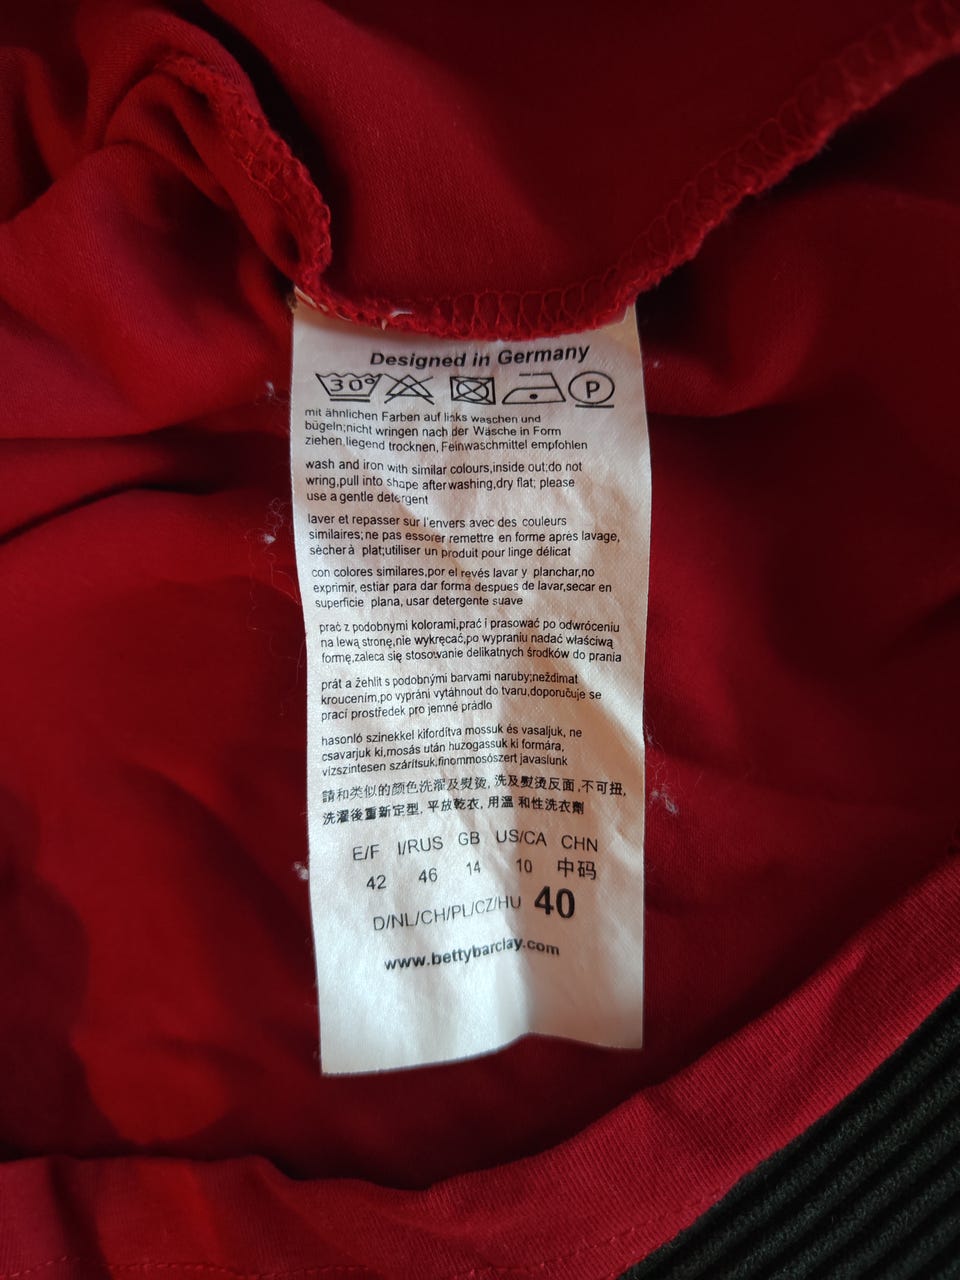 Designed in Germany
30° P
mit ähnlichen Farben auf links waschen und
bügeln;nicht wringen nach der Wäsche in Form
ziehen,liegend trocknen, Feinwaschmittel empfohlen
wash and iron with similar colours,inside out;do not
wring,pull into shape after washing,dry flat; please
use a gentle detergent
laver et repasser sur l'envers avec des couleurs
similaires; ne pas essorer remettre en forme après lavage,
sècher à plat;utiliser un produit pour linge délicat
con colores similares,por el revés lavar y planchar,no
exprimir, estiar para dar forma despues de lavar,secar en
superficie plana, usar detergente suave
prać z podobnymi kolorami,prać i prasować po odwróceniu
na lewą stronę,nie wykręcać,po wypraniu nadać właściwą
formę,zaleca się stosowanie delikatnych środków do prania
prát a žehlit s podobnými barvami naruby;neždímat
kroucením,po vyprání vytáhnout do tvaru,doporučuje se
prací prostředek pro jemné prádlo
hasonló szinekkel kifordítva mossuk és vasaljuk, ne
csavarjuk ki,mosás után huzogassuk ki formára,
vízszintesen szárítsuk,finommosószert javaslunk
請和类似的颜色洗濯及熨烫, 洗及熨烫反面,不可扭,
洗濯後重新定型, 平放乾衣, 用溫和性洗衣劑
E/F I/RUS GB US/CA CHN
42 46 14 10 中码
D/NL/CH/PL/CZ/HU 40
www.bettybarclay.com